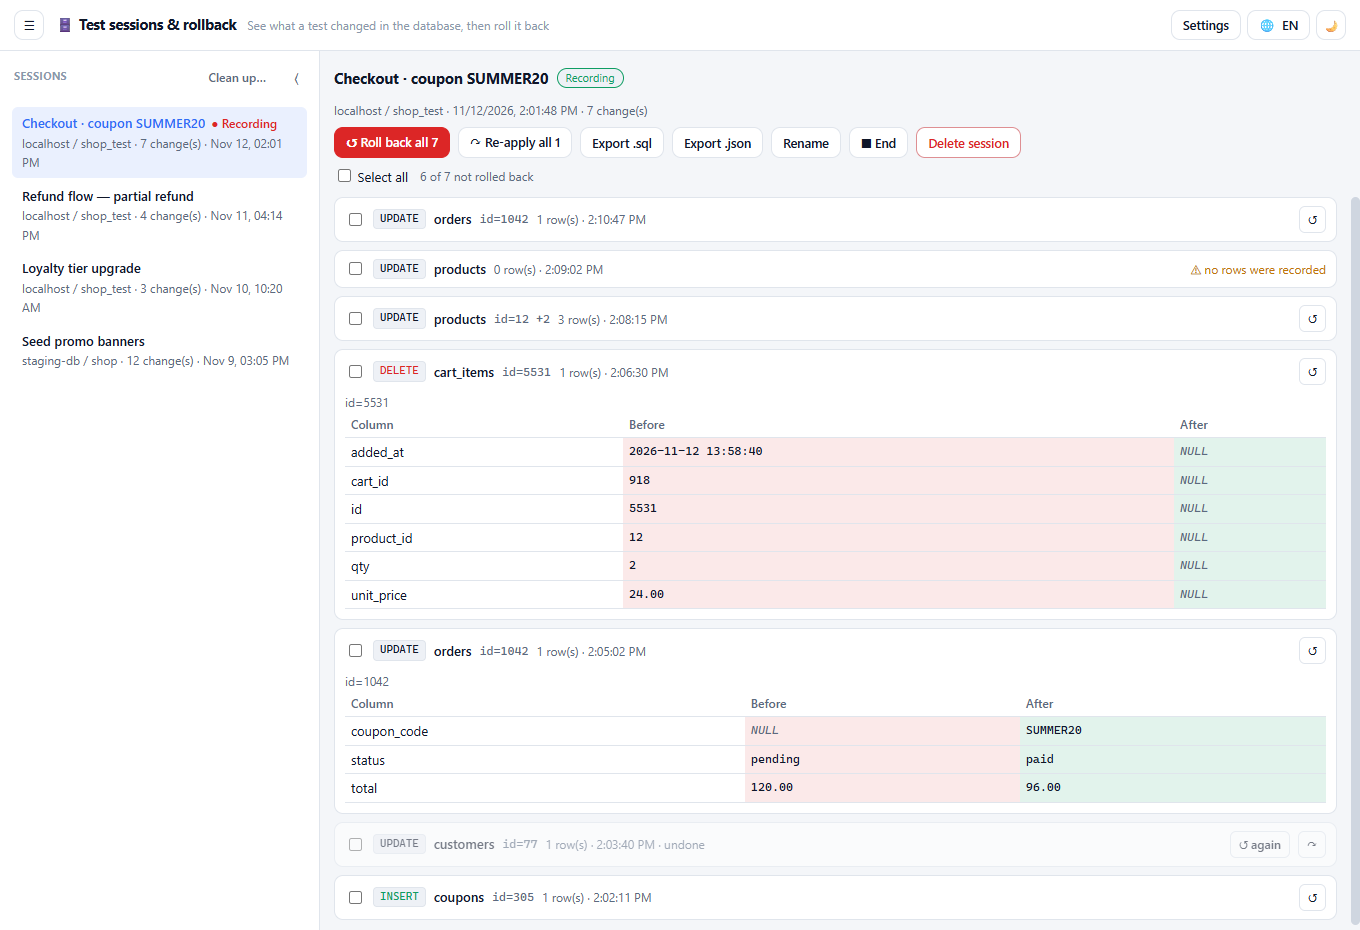 ☰ Test sessions & rollback See what a test changed in the database, then roll it back Settings 🌐 EN 🌙
SESSIONS Clean up... ⟨
Checkout · coupon SUMMER20 ● Recording
localhost / shop_test · 7 change(s) · Nov 12, 02:01
PM
Refund flow — partial refund
localhost / shop_test · 4 change(s) · Nov 11, 04:14
PM
Loyalty tier upgrade
localhost / shop_test · 3 change(s) · Nov 10, 10:20
AM
Seed promo banners
staging-db / shop · 12 change(s) · Nov 9, 03:05 PM
Checkout · coupon SUMMER20 Recording
localhost / shop_test · 11/12/2026, 2:01:48 PM · 7 change(s)
↺ Roll back all 7 ↷ Re-apply all 1 Export .sql Export .json Rename ■ End Delete session
Select all 6 of 7 not rolled back
UPDATE orders id=1042 1 row(s) · 2:10:47 PM ↺
UPDATE products 0 row(s) · 2:09:02 PM ⚠ no rows were recorded
UPDATE products id=12 +2 3 row(s) · 2:08:15 PM ↺
DELETE cart_items id=5531 1 row(s) · 2:06:30 PM ↺
id=5531
Column Before After
added_at 2026-11-12 13:58:40 NULL
cart_id 918 NULL
id 5531 NULL
product_id 12 NULL
qty 2 NULL
unit_price 24.00 NULL
UPDATE orders id=1042 1 row(s) · 2:05:02 PM ↺
id=1042
Column Before After
coupon_code NULL SUMMER20
status pending paid
total 120.00 96.00
UPDATE customers id=77 1 row(s) · 2:03:40 PM · undone ↺ again ↷
INSERT coupons id=305 1 row(s) · 2:02:11 PM ↺